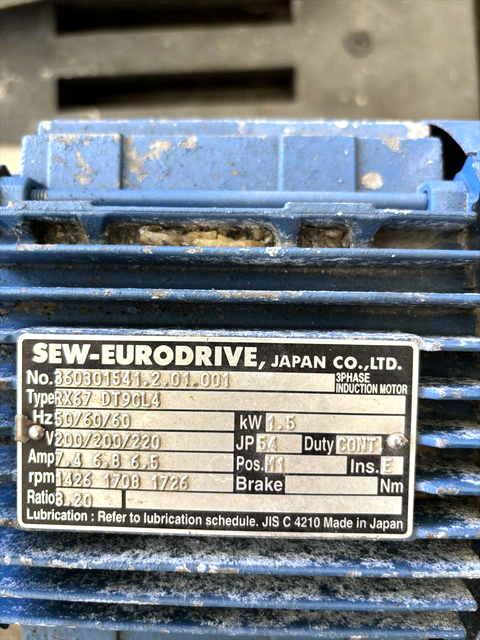 SEW-EURODRIVE, JAPAN CO.,LTD.
No. 360301541.2.01.001 3PHASE INDUCTION MOTOR
Type RX67 DT90L4
Hz 50/60/60 kW 1.5
V 200/200/220 JP 54 Duty CONT
Amp 7.4 6.8 6.5 Pos. M1 Ins. E
rpm 1426 1708 1726 Brake Nm
Ratio 3.20
Lubrication : Refer to lubrication schedule. JIS C 4210 Made in Japan